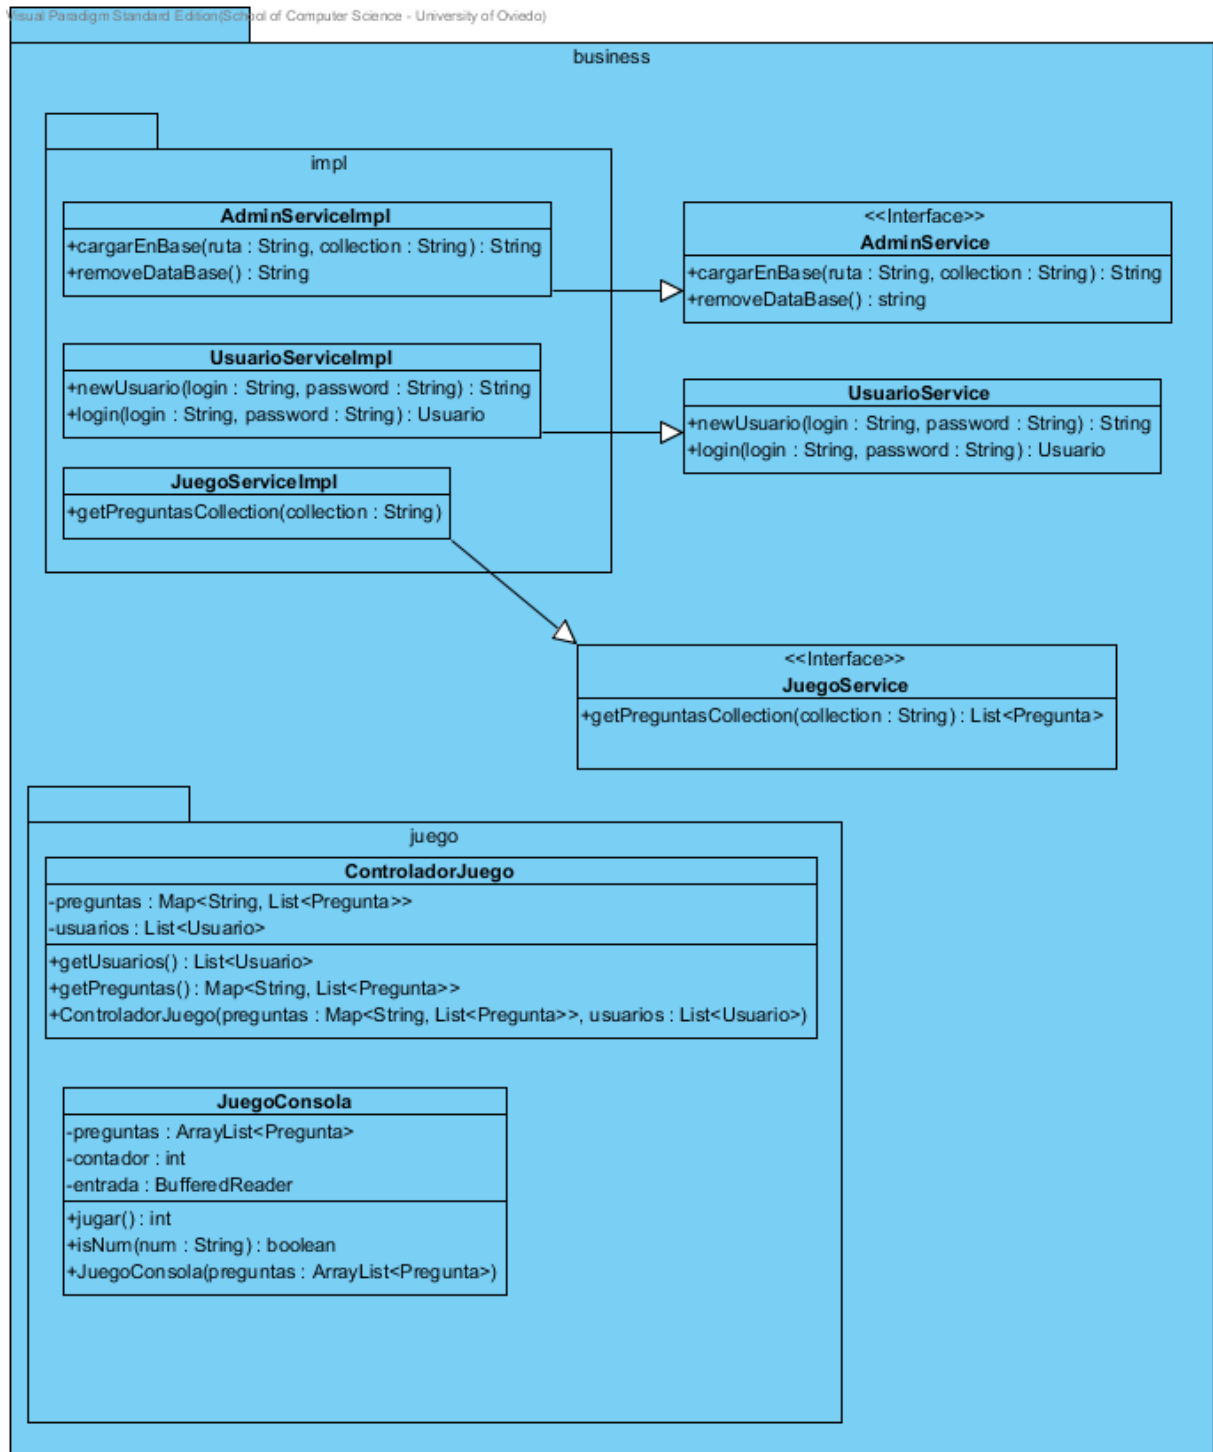 Visual Paradigm Standard Edition(School of Computer Science - University of Oviedo)
business
impl
AdminServiceImpl
+cargarEnBase(ruta : String, collection : String) : String
+removeDataBase() : String
<<Interface>>
AdminService
+cargarEnBase(ruta : String, collection : String) : String
+removeDataBase() : string
UsuarioServiceImpl
+newUsuario(login : String, password : String) : String
+login(login : String, password : String) : Usuario
UsuarioService
+newUsuario(login : String, password : String) : String
+login(login : String, password : String) : Usuario
JuegoServiceImpl
+getPreguntasCollection(collection : String)
<<Interface>>
JuegoService
+getPreguntasCollection(collection : String) : List<Pregunta>
juego
ControladorJuego
-preguntas : Map<String, List<Pregunta>>
-usuarios : List<Usuario>
+getUsuarios() : List<Usuario>
+getPreguntas() : Map<String, List<Pregunta>>
+ControladorJuego(preguntas : Map<String, List<Pregunta>>, usuarios : List<Usuario>)
JuegoConsola
-preguntas : ArrayList<Pregunta>
-contador : int
-entrada : BufferedReader
+jugar() : int
+isNum(num : String) : boolean
+JuegoConsola(preguntas : ArrayList<Pregunta>)